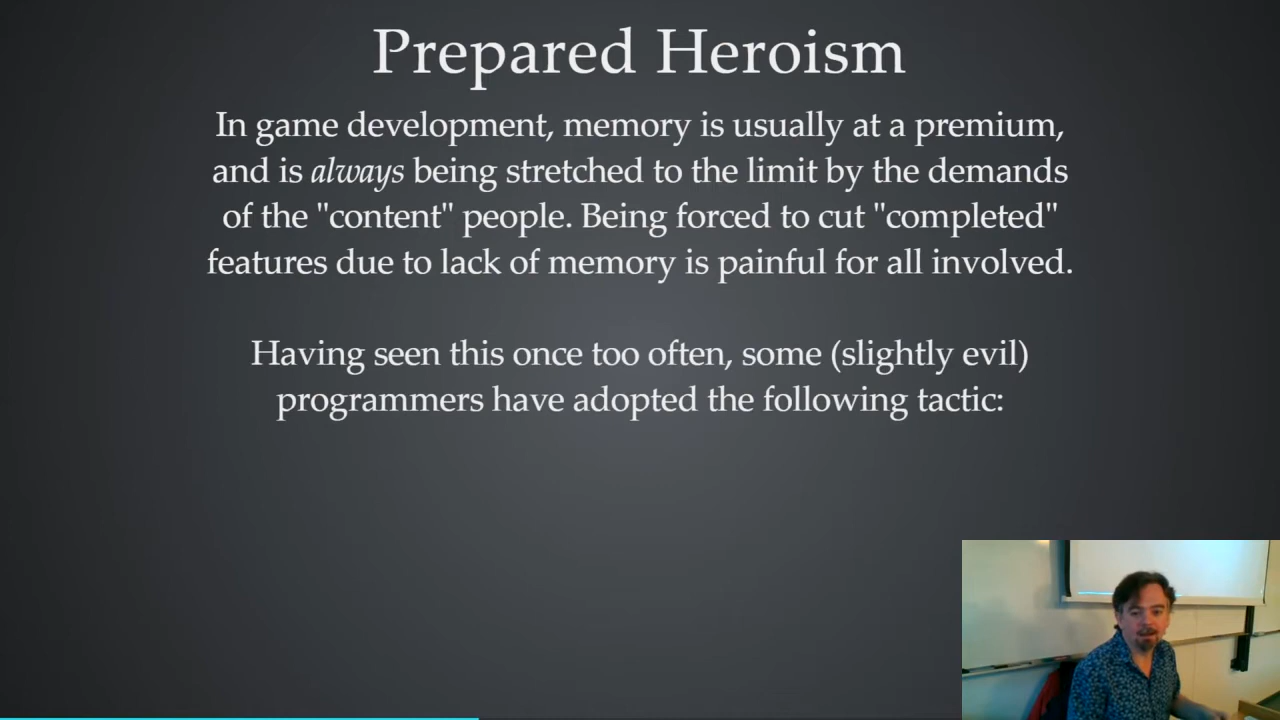 Prepared Heroism
In game development, memory is usually at a premium,
and is always being stretched to the limit by the demands
of the "content" people. Being forced to cut "completed"
features due to lack of memory is painful for all involved.
Having seen this once too often, some (slightly evil)
programmers have adopted the following tactic: